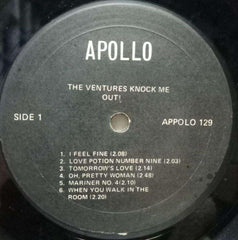 APOLLO
THE VENTURES KNOCK ME
OUT!
SIDE 1
APPOLO 129
1. I FEEL FINE (2.08)
2. LOVE POTION NUMBER NINE (2.03)
3. TOMORROW'S LOVE (2.14)
4. OH, PRETTY WOMAN (2.48)
5. MARINER NO. 4 (2.10)
6. WHEN YOU WALK IN THE
ROOM (2.20)